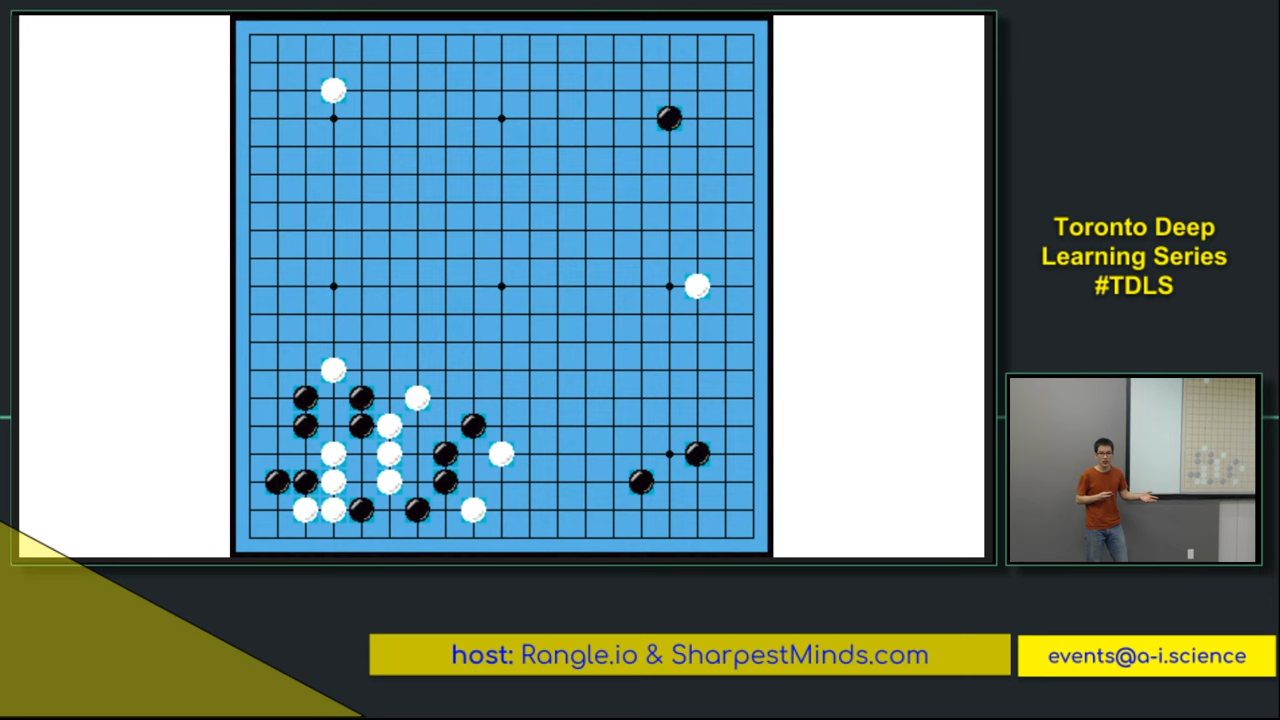 Toronto Deep
Learning Series
#TDLS
host: Rangle.io & SharpestMinds.com
events@a-i.science